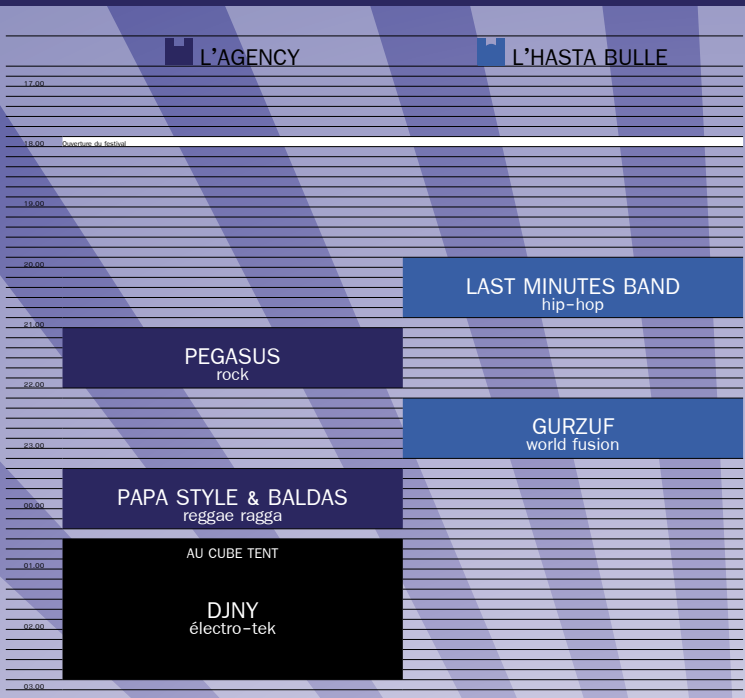 L'AGENCY
L'HASTA BULLE
17.00
18.00 Ouverture du festival
19.00
20.00
LAST MINUTES BAND
hip-hop
21.00
PEGASUS
rock
22.00
GURZUF
world fusion
23.00
PAPA STYLE & BALDAS
00.00
reggae ragga
AU CUBE TENT
01.00
DJNY
électro-tek
02.00
03.00